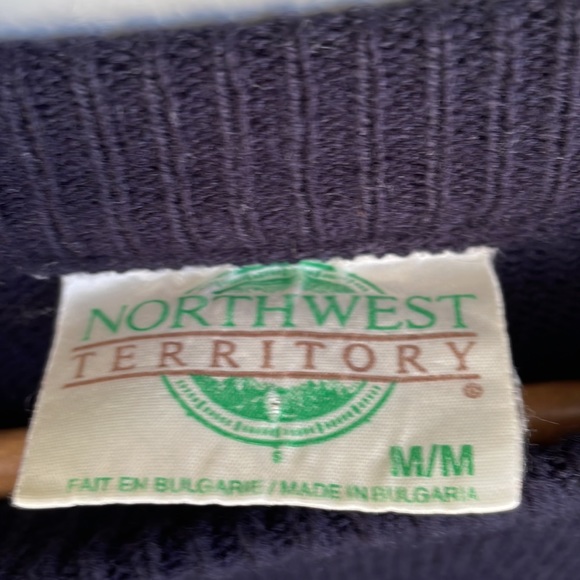 NORTHWEST
TERRITORY®
S
M/M
FAIT EN BULGARIE / MADE IN BULGARIA